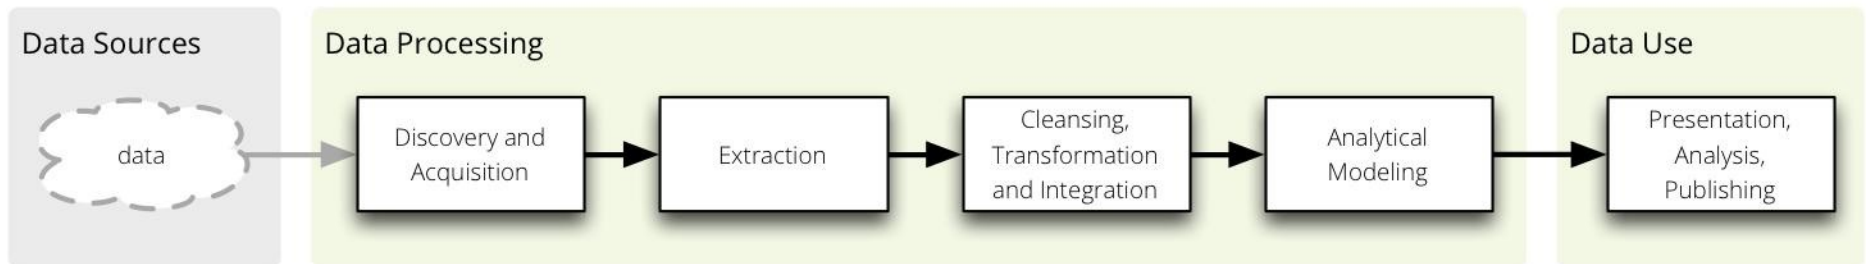 Data Sources
data
Data Processing
Discovery and
Acquisition
Extraction
Cleansing,
Transformation
and Integration
Analytical
Modeling
Data Use
Presentation,
Analysis,
Publishing